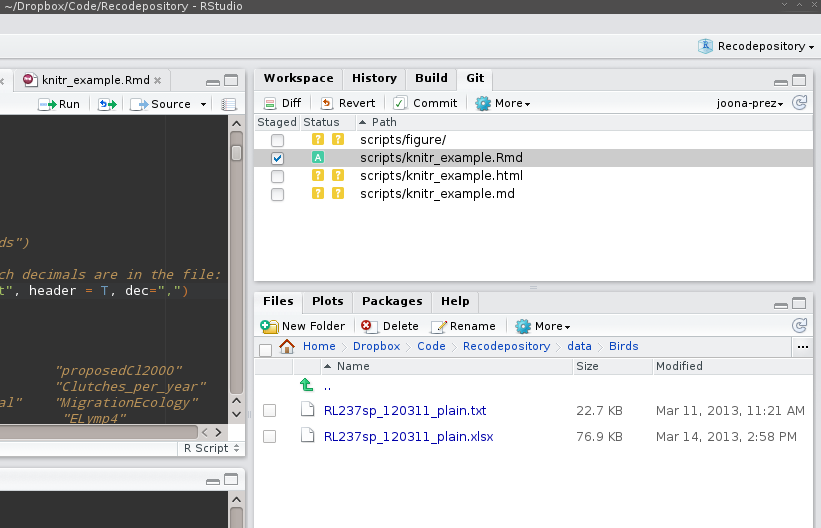 ~/Dropbox/Code/Recodepository - RStudio
Recodepository
knitr_example.Rmd
Run
Source
ds")
ch decimals are in the file:
t", header = T, dec=",")
"proposedCl2000"
"Clutches_per_year"
al" "MigrationEcology"
"ELymp4"
R Script
Workspace History Build Git
Diff Revert Commit More joona-prez
Staged Status Path
? ? scripts/figure/
A scripts/knitr_example.Rmd
? ? scripts/knitr_example.html
? ? scripts/knitr_example.md
Files Plots Packages Help
New Folder Delete Rename More
Home Dropbox Code Recodepository data Birds ...
Name Size Modified
..
RL237sp_120311_plain.txt 22.7 KB Mar 11, 2013, 11:21 AM
RL237sp_120311_plain.xlsx 76.9 KB Mar 14, 2013, 2:58 PM